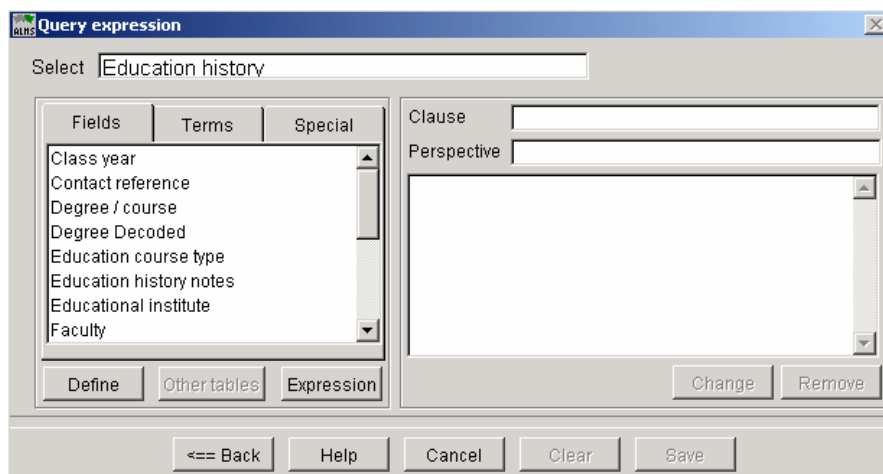 ALMS Query expression
Select Education history
Fields Terms Special
Class year
Contact reference
Degree / course
Degree Decoded
Education course type
Education history notes
Educational institute
Faculty
Define Other tables Expression
Clause
Perspective
Change Remove
<== Back Help Cancel Clear Save